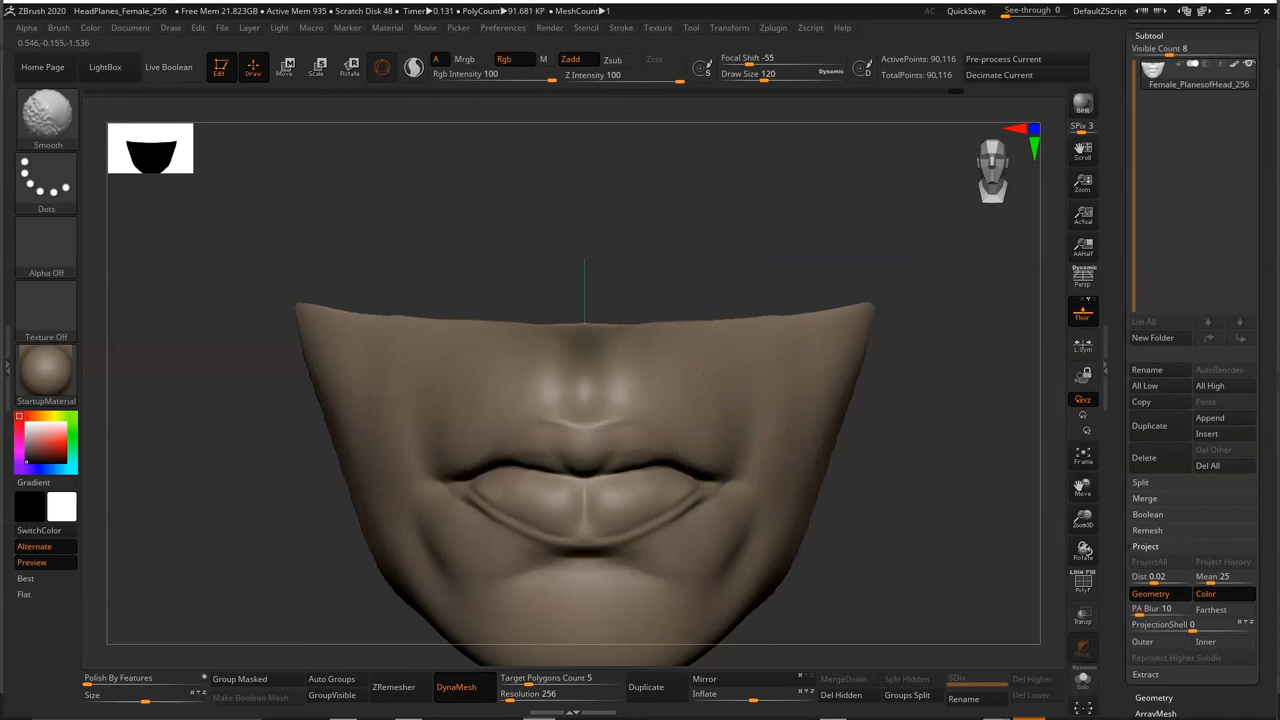 ZBrush 2020 • HeadPlanes_Female_256 • Free Mem 21.823GB • Active Mem 935 • Scratch Disk 48 • Timer▶0.131 • PolyCount▶91.681 KP • MeshCount▶1 AC QuickSave See-through 0 DefaultZScript
Alpha Brush Color Document Draw Edit File Layer Light Macro Marker Material Movie Picker Preferences Render Stencil Stroke Texture Tool Transform Zplugin Zscript Help
0.546,-0.155,-1.536
Home Page LightBox Live Boolean
Edit Draw Move Scale Rotate
A Mrgb Rgb M Zadd Zsub Zcut
Rgb Intensity 100 Z Intensity 100
Focal Shift -55
Draw Size 120 Dynamic
S D
ActivePoints: 90,116
TotalPoints: 90,116
Pre-process Current
Decimate Current
Smooth
Dots
Alpha Off
Texture Off
StartupMaterial
Gradient
SwitchColor
Alternate
Preview
Best
Flat
BPR
SPix 3
Scroll
Zoom
Actual
AAHalf
Dynamic
Persp
Floor
L.Sym
XYZ
Frame
Move
Zoom3D
Rotate
Line Fill
PolyF
Transp
Dynamic
Solo
Subtool
Visible Count 8
Female_PlanesofHead_256
List All
New Folder
Rename AutoReorder
All Low All High
Copy Paste
Duplicate Append
Insert
Delete Del Other
Del All
Split
Merge
Boolean
Remesh
Project
ProjectAll Project History
Dist 0.02 Mean 25
Geometry Color
PA Blur 10 Farthest
ProjectionShell 0
Outer Inner
Reproject Higher Subdiv
Extract
Geometry
ArrayMesh
Polish By Features Group Masked Auto Groups ZRemesher DynaMesh Target Polygons Count 5 Duplicate Mirror MergeDown Split Hidden SDiv Del Higher
Size Make Boolean Mesh GroupVisible Resolution 256 Inflate Del Hidden Groups Split Rename Del Lower